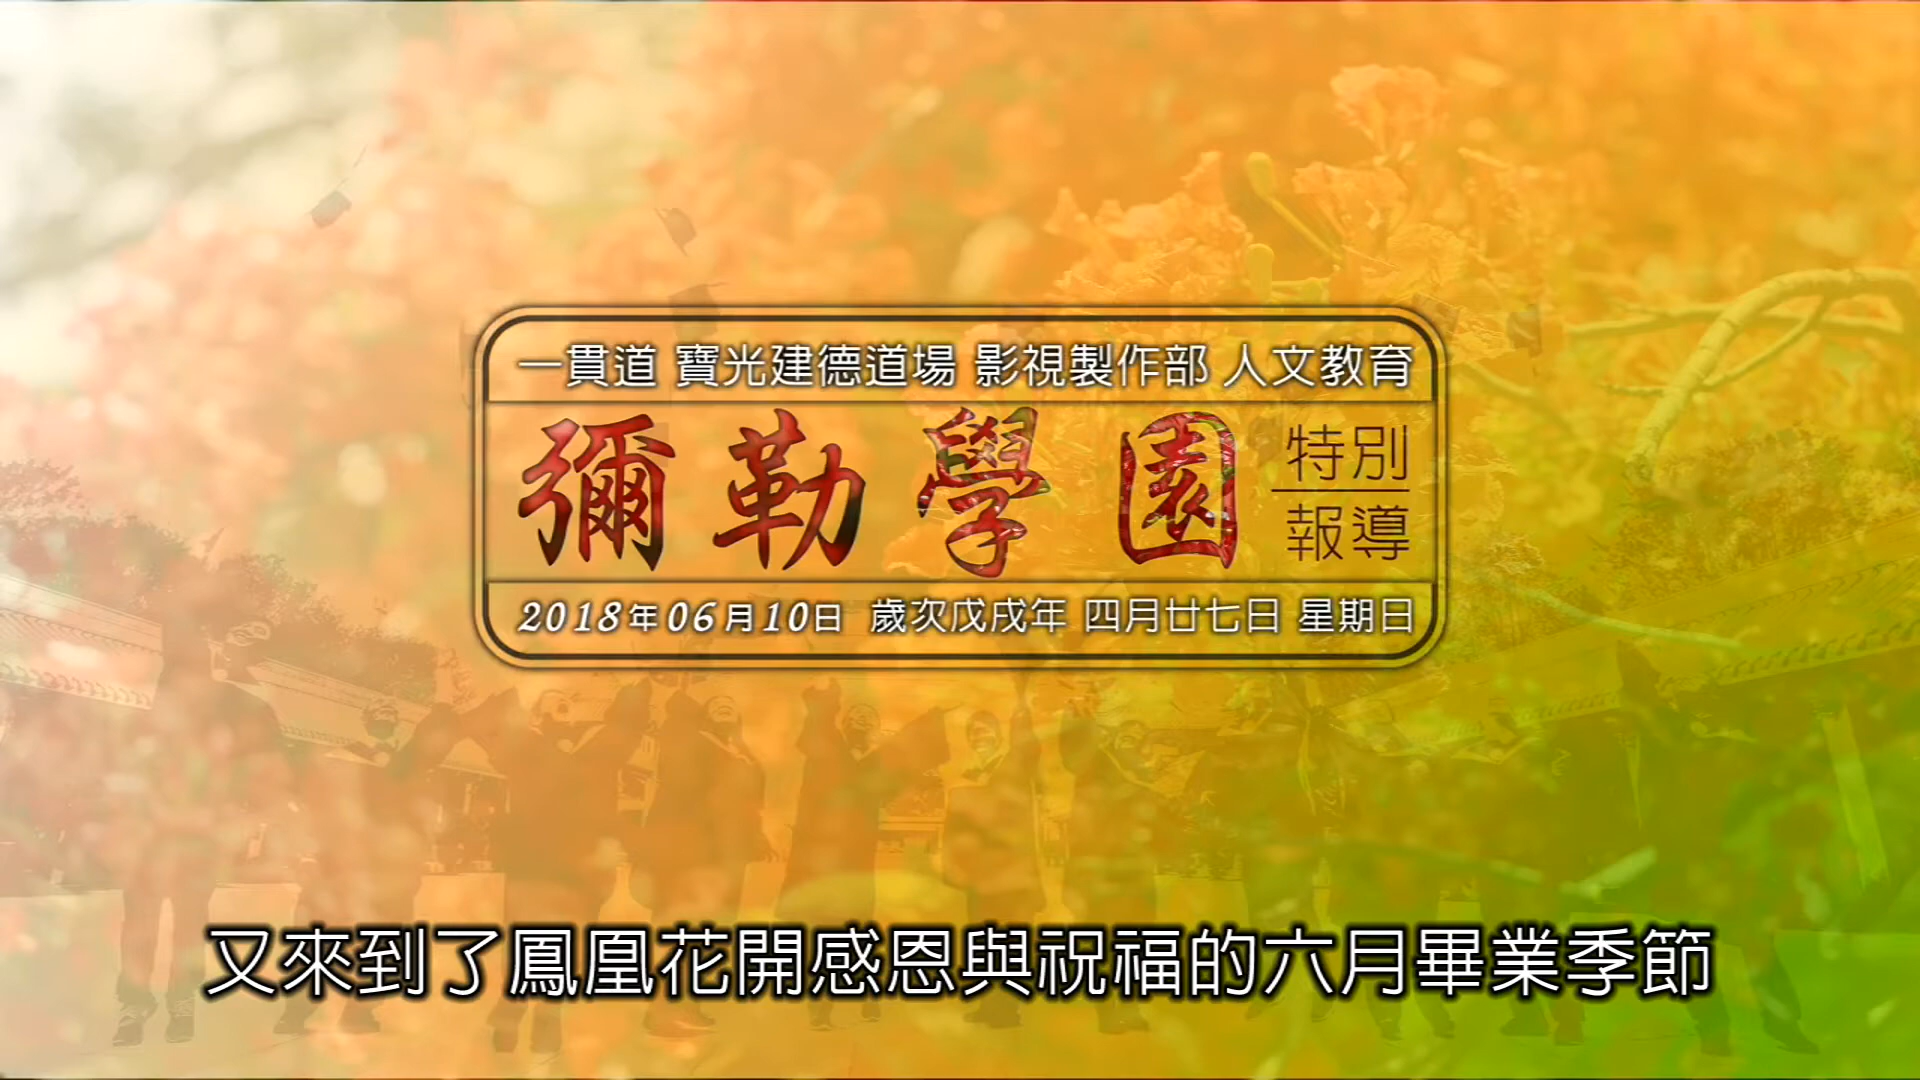 一貫道 寶光建德道場 影視製作部 人文教育
彌勒學園 特別
報導
2018年06月10日 歲次戊戌年 四月廿七日 星期日
又來到了鳳凰花開感恩與祝福的六月畢業季節